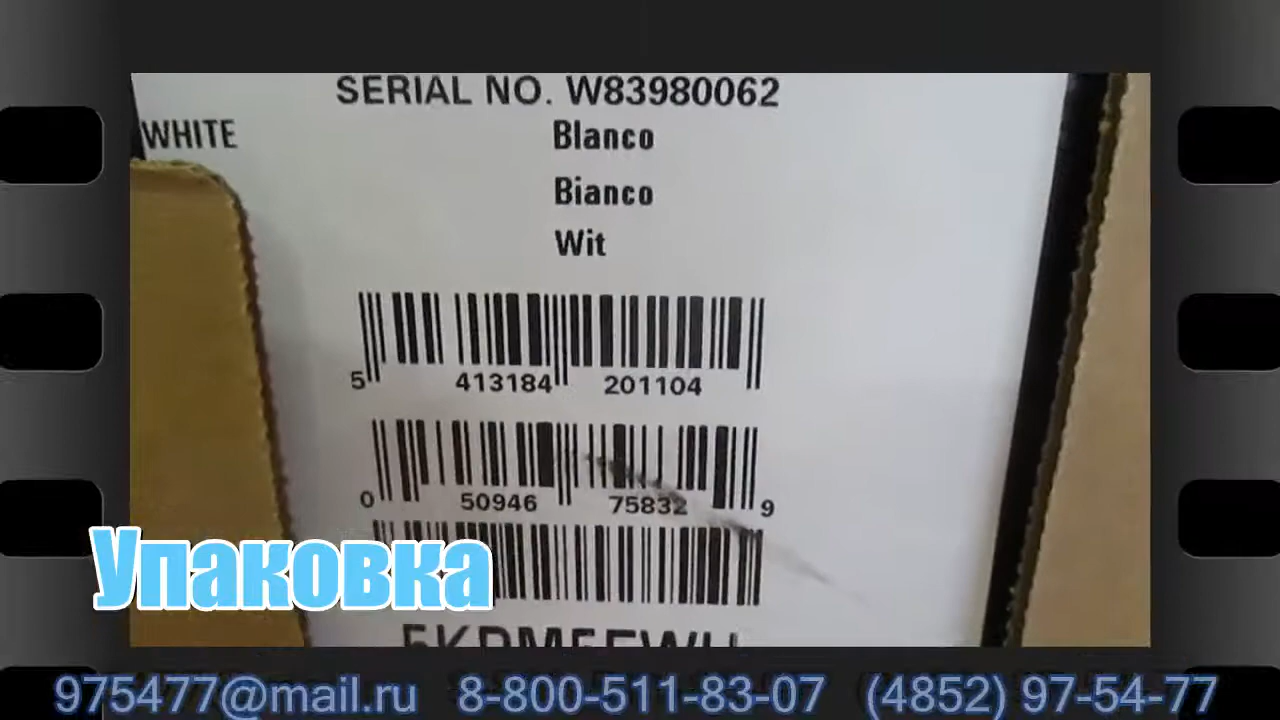 SERIAL NO. W83980062
WHITE Blanco
Bianco
Wit
5 413184 201104
0 50946 75832 9
Упаковка
5KPM5EWH
975477@mail.ru 8-800-511-83-07 (4852) 97-54-77